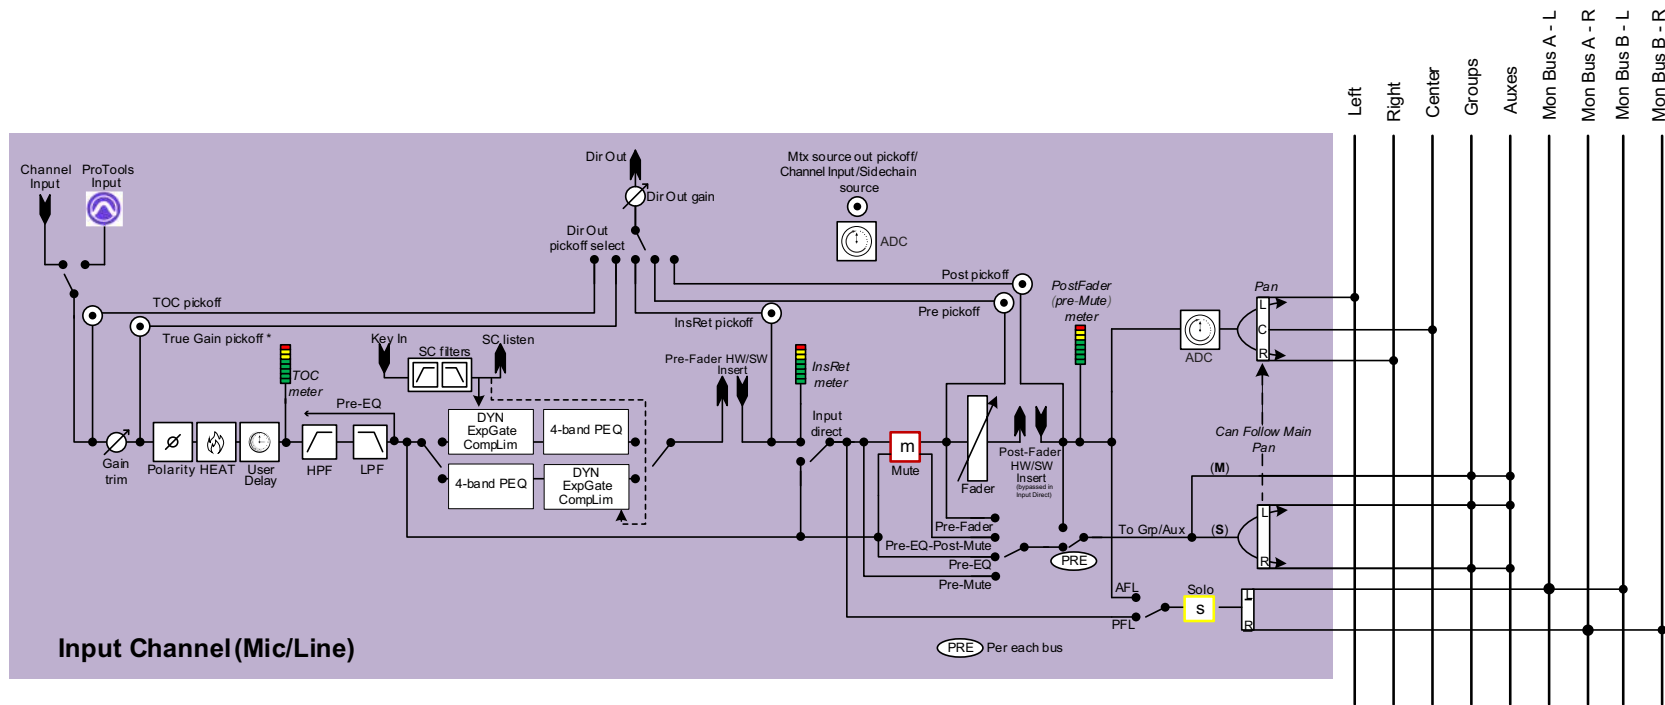 Left
Right
Center
Groups
Auxes
Mon Bus A - L
Mon Bus A - R
Mon Bus B - L
Mon Bus B - R
Channel
Input
ProTools
Input
Dir Out
Dir Out gain
Dir Out
pickoff select
Mtx source out pickoff/
Channel Input/Sidechain
source
ADC
TOC pickoff
True Gain pickoff *
InsRet pickoff
Post pickoff
Pre pickoff
PostFader
(pre-Mute)
meter
Pan
L
C
R
ADC
Key In
SC filters
SC listen
TOC
meter
Pre-EQ
Pre-Fader HW/SW
Insert
InsRet
meter
Input
direct
DYN
ExpGate
CompLim
4-band PEQ
4-band PEQ
DYN
ExpGate
CompLim
Gain
trim
Polarity
HEAT
User
Delay
HPF
LPF
m
Mute
Fader
Post-Fader
HW/SW
Insert
(bypassed in
Input Direct)
Can Follow Main
Pan
(M)
(S)
L
R
Pre-Fader
Pre-EQ-Post-Mute
Pre-EQ
Pre-Mute
PRE
To Grp/Aux
AFL
PFL
Solo
s
L
R
Input Channel (Mic/Line)
PRE Per each bus